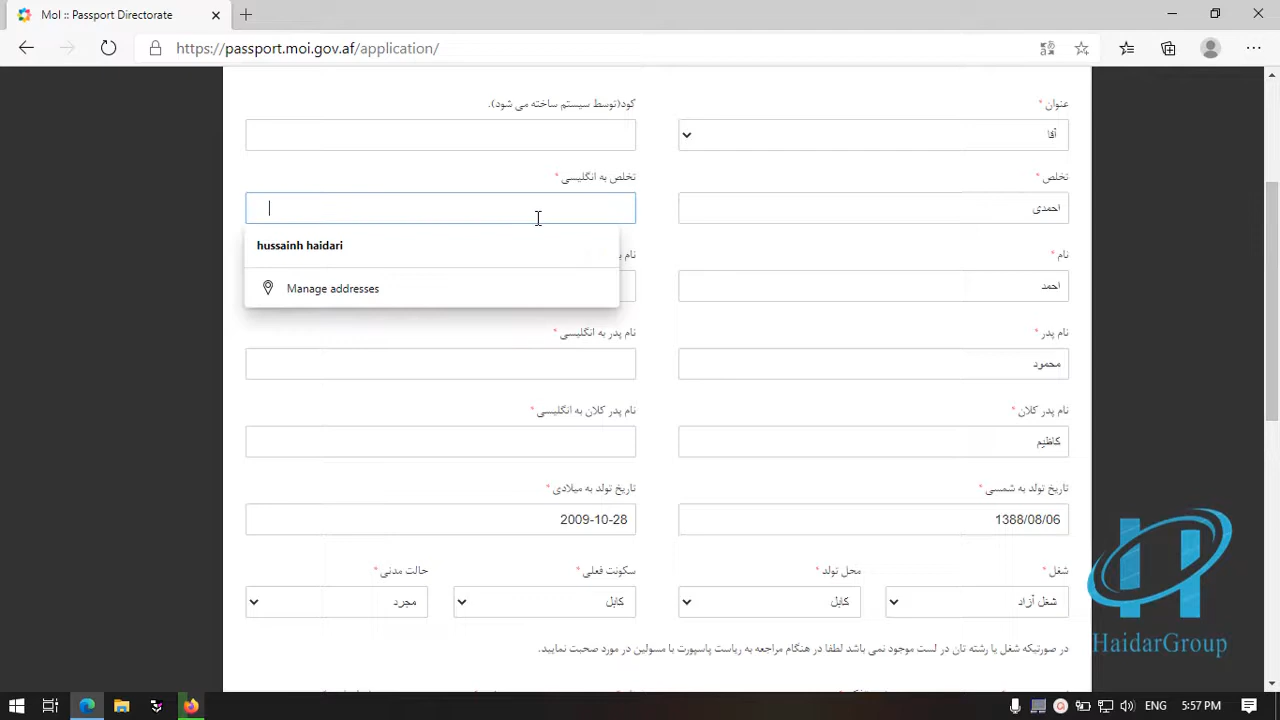 MoI :: Passport Directorate
https://passport.moi.gov.af/application/
عنوان *
کود(توسط سیستم ساخته می شود).
آقا
تخلص *
تخلص به انگلیسی *
احمدی
hussainh haidari
نام *
احمد
Manage addresses
نام پدر *
نام پدر به انگلیسی *
محمود
نام پدر کلان *
نام پدر کلان به انگلیسی *
کاظیم
تاریخ تولد به شمسی *
تاریخ تولد به میلادی *
1388/08/06
2009-10-28
شغل *
محل تولد *
سکونت فعلی *
حالت مدنی *
شغل آزاد
کابل
کابل
مجرد
HaidarGroup
در صورتیکه شغل یا رشته تان در لست موجود نمی باشد لطفا در هنگام مراجعه به ریاست پاسپورت با مسولین در مورد صحبت نمایید.
ENG
5:57 PM